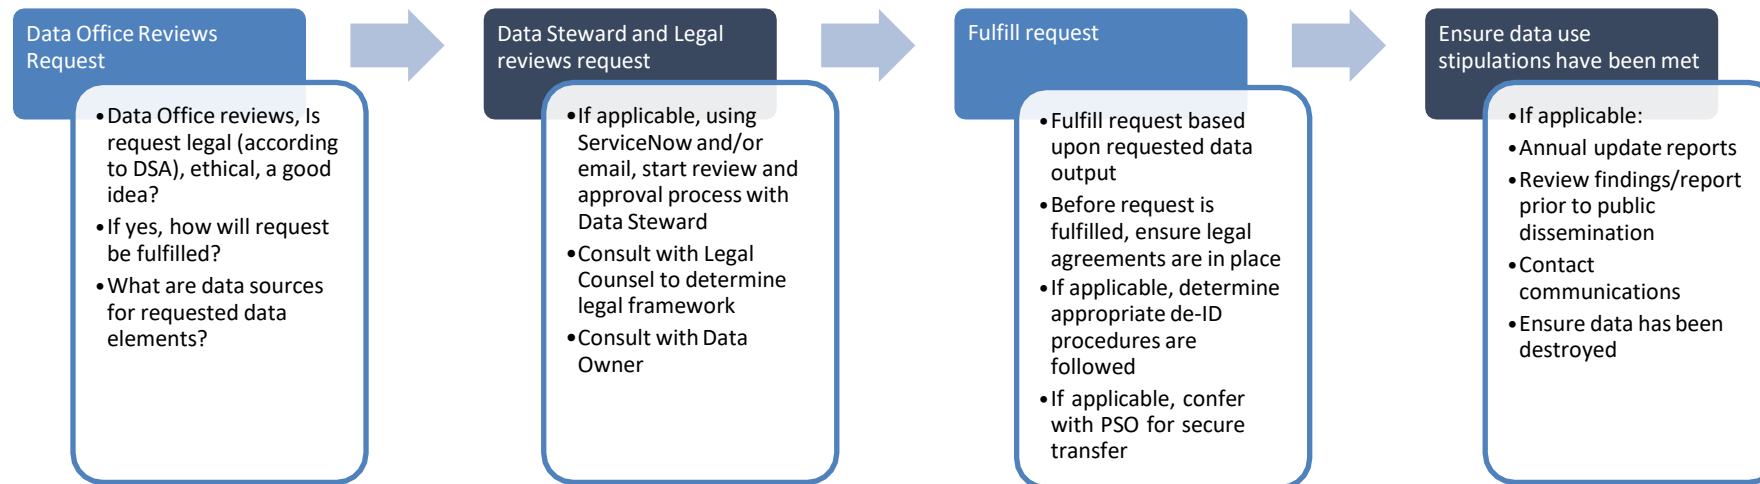 Data Office Reviews
Request
•Data Office reviews, Is
request legal (according
to DSA), ethical, a good
idea?
•If yes, how will request
be fulfilled?
•What are data sources
for requested data
elements?
Data Steward and Legal
reviews request
•If applicable, using
ServiceNow and/or
email, start review and
approval process with
Data Steward
•Consult with Legal
Counsel to determine
legal framework
•Consult with Data
Owner
Fulfill request
•Fulfill request based
upon requested data
output
•Before request is
fulfilled, ensure legal
agreements are in place
•If applicable, determine
appropriate de-ID
procedures are
followed
•If applicable, confer
with PSO for secure
transfer
Ensure data use
stipulations have been met
•If applicable:
•Annual update reports
•Review findings/report
prior to public
dissemination
•Contact
communications
•Ensure data has been
destroyed